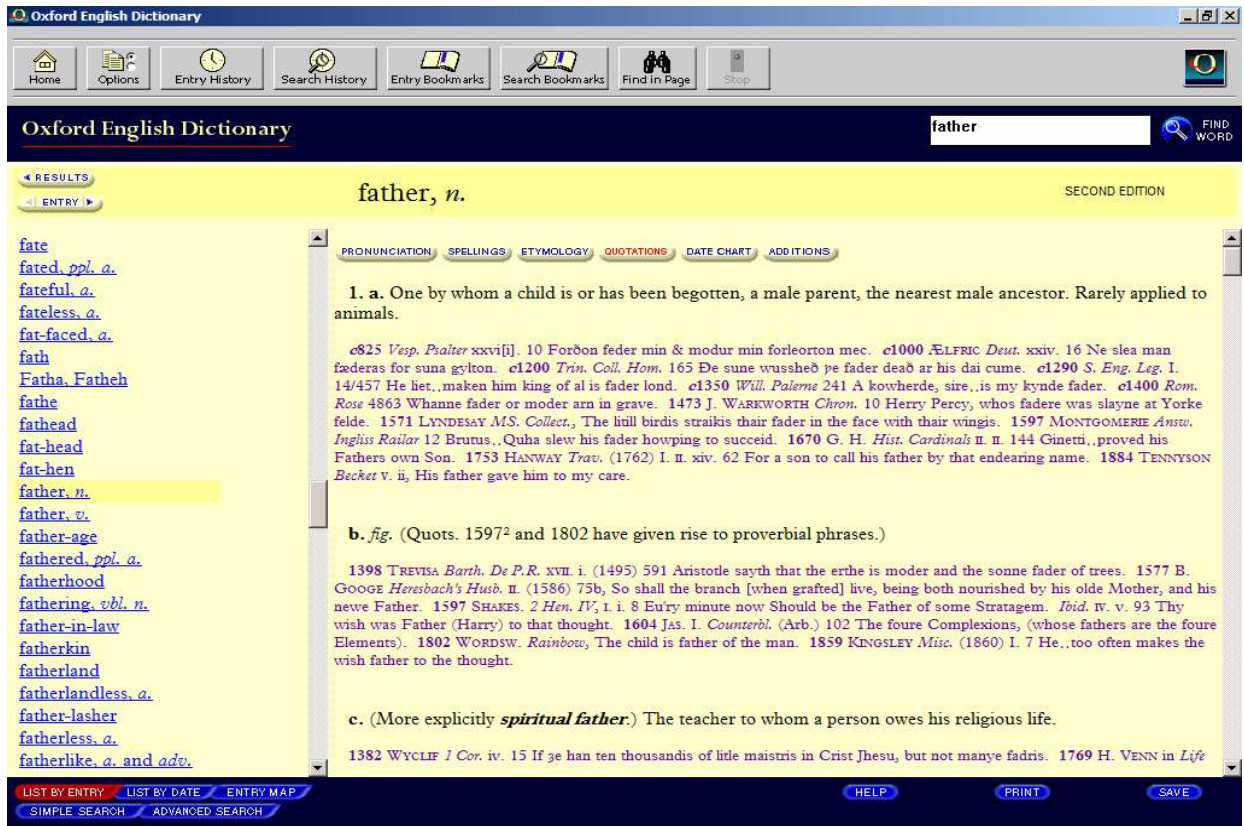 Oxford English Dictionary
Home Options Entry History Search History Entry Bookmarks Search Bookmarks Find in Page Stop
Oxford English Dictionary
father
FIND WORD
RESULTS
ENTRY
father, n.
SECOND EDITION
fate
fated, ppl. a.
fateful, a.
fateless, a.
fat-faced, a.
fath
Fatha, Fatheh
fathe
fathead
fat-head
fat-hen
father, n.
father, v.
father-age
fathered, ppl. a.
fatherhood
fathering, vbl. n.
father-in-law
fatherkin
fatherland
fatherlandless, a.
father-lasher
fatherless, a.
fatherlike, a. and adv.
PRONUNCIATION SPELLINGS ETYMOLOGY QUOTATIONS DATE CHART ADDITIONS
1. a. One by whom a child is or has been begotten, a male parent, the nearest male ancestor. Rarely applied to
animals.
c825 Vesp. Psalter xxvi[i]. 10 Forðon feder min & modur min forleorton mec. c1000 ÆLFRIC Deut. xxiv. 16 Ne slea man
fæderas for suna gylton. c1200 Trin. Coll. Hom. 165 Ðe sune wussheð þe fader deað ar his dai cume. c1290 S. Eng. Leg. I.
14/457 He liet..maken him king of al is fader lond. c1350 Will. Palerne 241 A kowherde, sire..is my kynde fader. c1400 Rom.
Rose 4863 Whanne fader or moder arn in grave. 1473 J. WARKWORTH Chron. 10 Herry Percy, whos fadere was slayne at Yorke
felde. 1571 LYNDESAY MS. Collect., The litill birdis straikis thair fader in the face with thair wingis. 1597 MONTGOMERIE Answ.
Ingliss Railar 12 Brutus..Quha slew his fader howping to succeid. 1670 G. H. Hist. Cardinals II. II. 144 Ginetti..proved his
Fathers own Son. 1753 HANWAY Trav. (1762) I. II. xiv. 62 For a son to call his father by that endearing name. 1884 TENNYSON
Becket V. ii, His father gave him to my care.
b. fig. (Quots. 1597² and 1802 have given rise to proverbial phrases.)
1398 TREVISA Barth. De P.R. XVII. i. (1495) 591 Aristotle sayth that the erthe is moder and the sonne fader of trees. 1577 B.
GOOGE Heresbach's Husb. II. (1586) 75b, So shall the branch [when grafted] live, being both nourished by his olde Mother, and his
newe Father. 1597 SHAKES. 2 Hen. IV, I. i. 8 Eu'ry minute now Should be the Father of some Stratagem. Ibid. IV. v. 93 Thy
wish was Father (Harry) to that thought. 1604 JAS. I. Counterbl. (Arb.) 102 The foure Complexions, (whose fathers are the foure
Elements). 1802 WORDSW. Rainbow, The child is father of the man. 1859 KINGSLEY Misc. (1860) I. 7 He..too often makes the
wish father to the thought.
c. (More explicitly spiritual father.) The teacher to whom a person owes his religious life.
1382 WYCLIF 1 Cor. iv. 15 If ȝe han ten thousandis of litle maistris in Crist Jhesu, but not manye fadris. 1769 H. VENN in Life
LIST BY ENTRY LIST BY DATE ENTRY MAP
SIMPLE SEARCH ADVANCED SEARCH
HELP PRINT SAVE